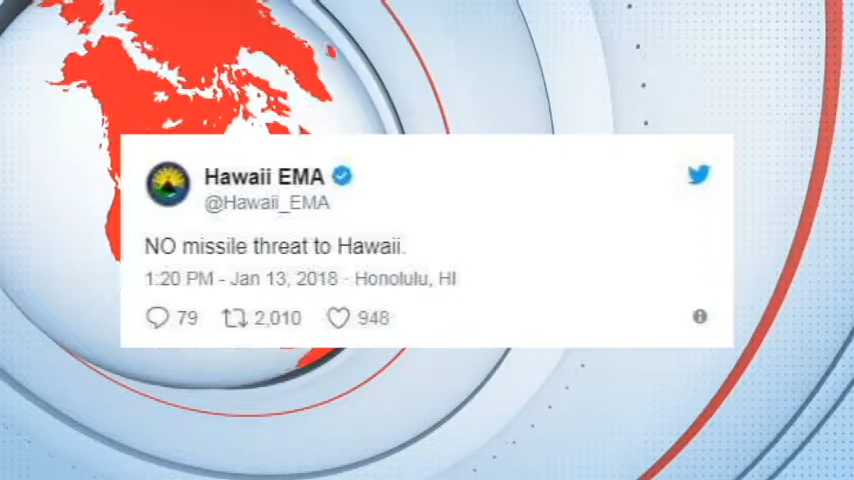 Hawaii EMA
@Hawaii_EMA
NO missile threat to Hawaii.
1:20 PM - Jan 13, 2018 - Honolulu, HI
79 2,010 948